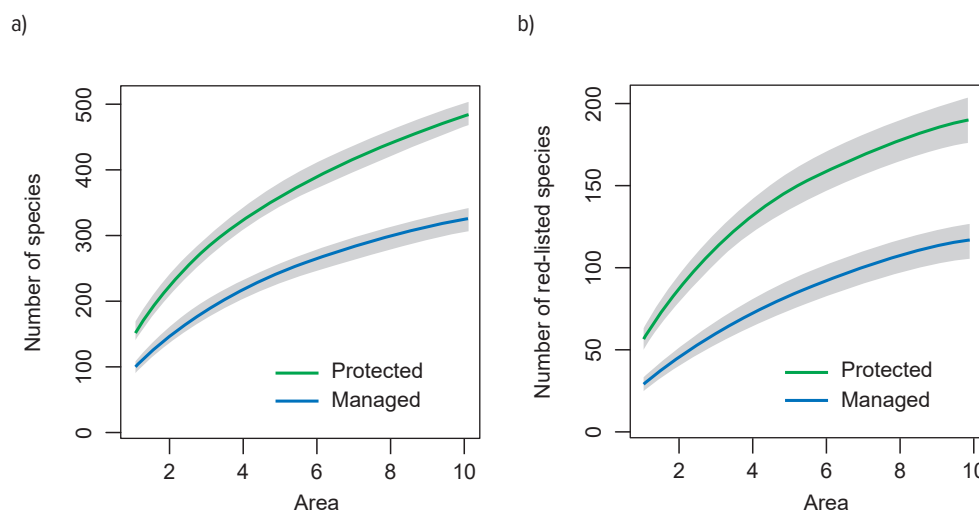 a)
Number of species
500
400
300
200
100
0
Protected
Managed
2 4 6 8 10
Area
b)
Number of red-listed species
200
150
100
50
0
Protected
Managed
2 4 6 8 10
Area